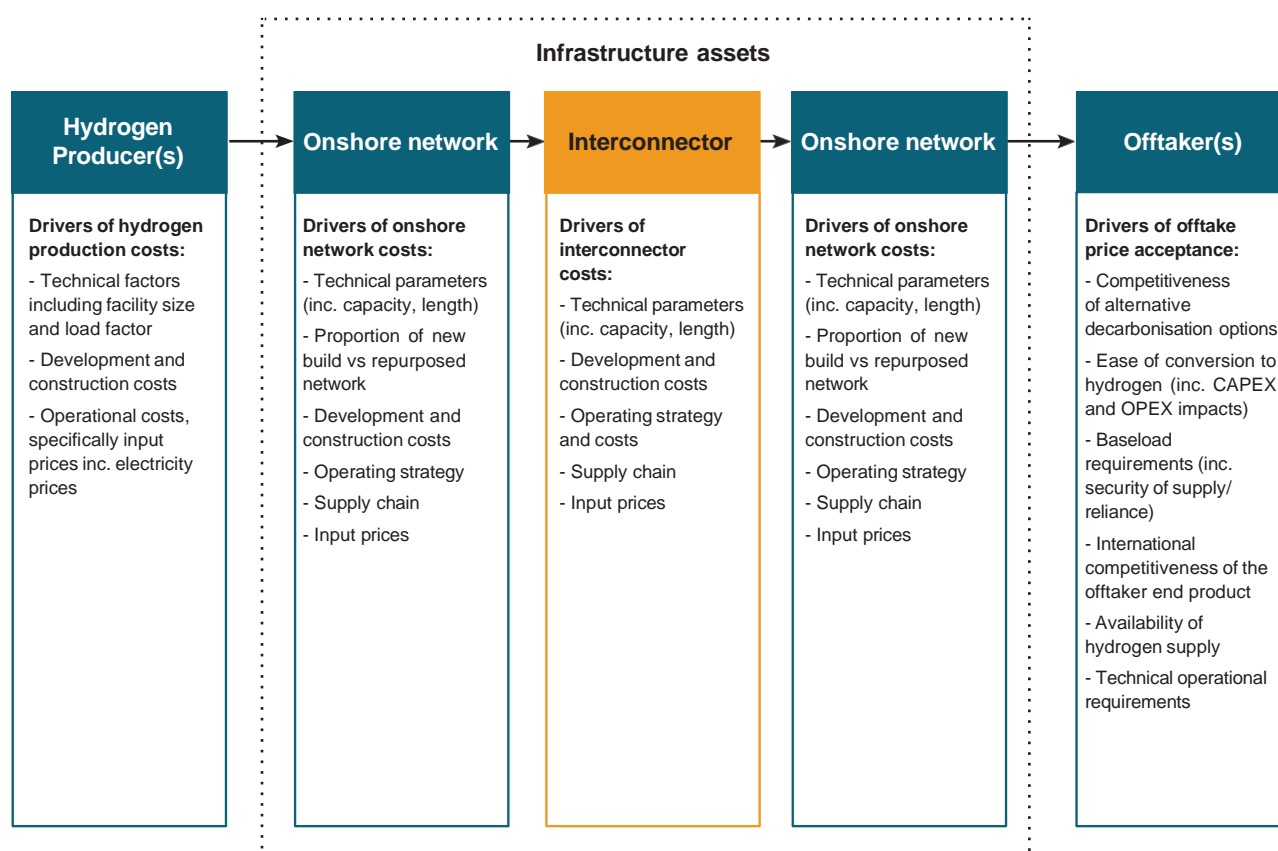 Infrastructure assets
Hydrogen
Producer(s)
Onshore network
Interconnector
Onshore network
Offtaker(s)
Drivers of hydrogen
production costs:
- Technical factors
including facility size
and load factor
- Development and
construction costs
- Operational costs,
specifically input
prices inc. electricity
prices
Drivers of onshore
network costs:
- Technical parameters
(inc. capacity, length)
- Proportion of new
build vs repurposed
network
- Development and
construction costs
- Operating strategy
- Supply chain
- Input prices
Drivers of
interconnector
costs:
- Technical parameters
(inc. capacity, length)
- Development and
construction costs
- Operating strategy
and costs
- Supply chain
- Input prices
Drivers of onshore
network costs:
- Technical parameters
(inc. capacity, length)
- Proportion of new
build vs repurposed
network
- Development and
construction costs
- Operating strategy
- Supply chain
- Input prices
Drivers of offtake
price acceptance:
- Competitiveness
of alternative
decarbonisation options
- Ease of conversion to
hydrogen (inc. CAPEX
and OPEX impacts)
- Baseload
requirements (inc.
security of supply/
reliance)
- International
competitiveness of the
offtaker end product
- Availability of
hydrogen supply
- Technical operational
requirements